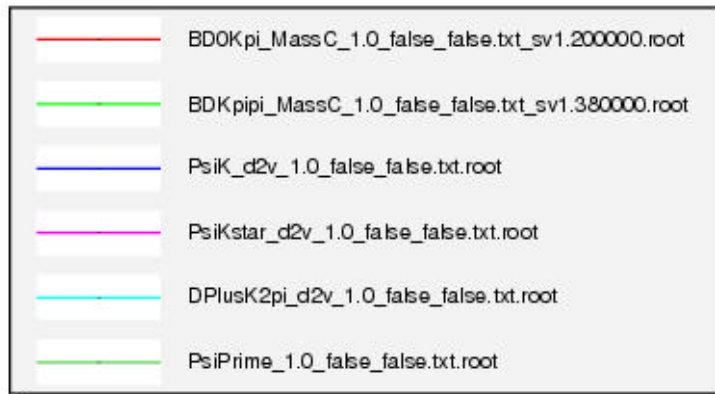 BD0Kpi_MassC_1.0_false_false.txt_sv1.200000.root
BDKpipi_MassC_1.0_false_false.txt_sv1.380000.root
PsiK_d2v_1.0_false_false.txt.root
PsiKstar_d2v_1.0_false_false.txt.root
DPlusK2pi_d2v_1.0_false_false.txt.root
PsiPrime_1.0_false_false.txt.root